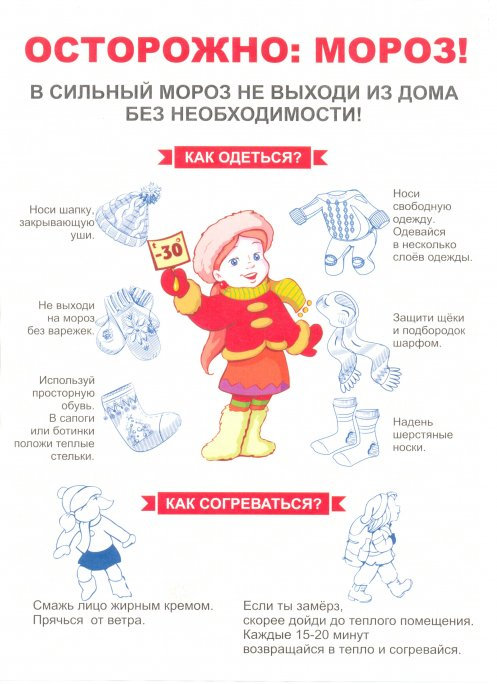 ОСТОРОЖНО: МОРОЗ!
В СИЛЬНЫЙ МОРОЗ НЕ ВЫХОДИ ИЗ ДОМА
БЕЗ НЕОБХОДИМОСТИ!
КАК ОДЕТЬСЯ?
Носи шапку,
закрывающую
уши.
Не выходи
на мороз
без варежек.
Используй
просторную
обувь.
В сапоги
или ботинки
положи теплые
стельки.
t°
-30°
Носи
свободную
одежду.
Одевайся
в несколько
слоёв одежды.
Защити щёки
и подбородок
шарфом.
Надень
шерстяные
носки.
КАК СОГРЕВАТЬСЯ?
Смажь лицо жирным кремом.
Прячься от ветра.
Если ты замёрз,
скорее дойди до теплого помещения.
Каждые 15-20 минут
возвращайся в тепло и согревайся.